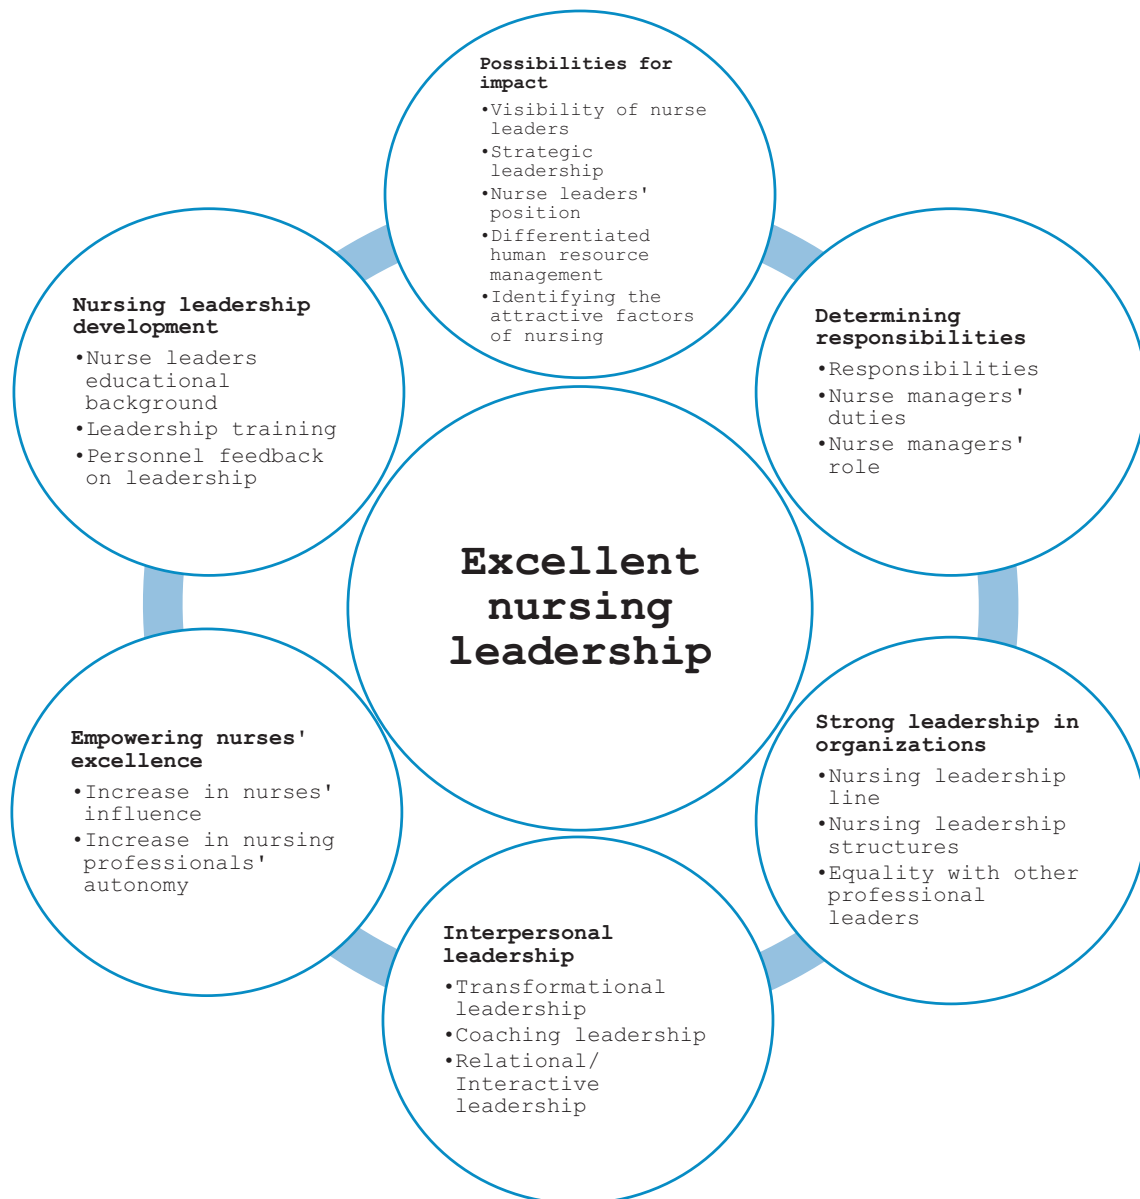 Possibilities for
impact
•Visibility of nurse
leaders
•Strategic
leadership
•Nurse leaders'
position
•Differentiated
human resource
management
•Identifying the
attractive factors
of nursing
Determining
responsibilities
•Responsibilities
•Nurse managers'
duties
•Nurse managers'
role
Strong leadership in
organizations
•Nursing leadership
line
•Nursing leadership
structures
•Equality with other
professional
leaders
Interpersonal
leadership
•Transformational
leadership
•Coaching leadership
•Relational/
Interactive
leadership
Empowering nurses'
excellence
•Increase in nurses'
influence
•Increase in nursing
professionals'
autonomy
Nursing leadership
development
•Nurse leaders
educational
background
•Leadership training
•Personnel feedback
on leadership
Excellent
nursing
leadership